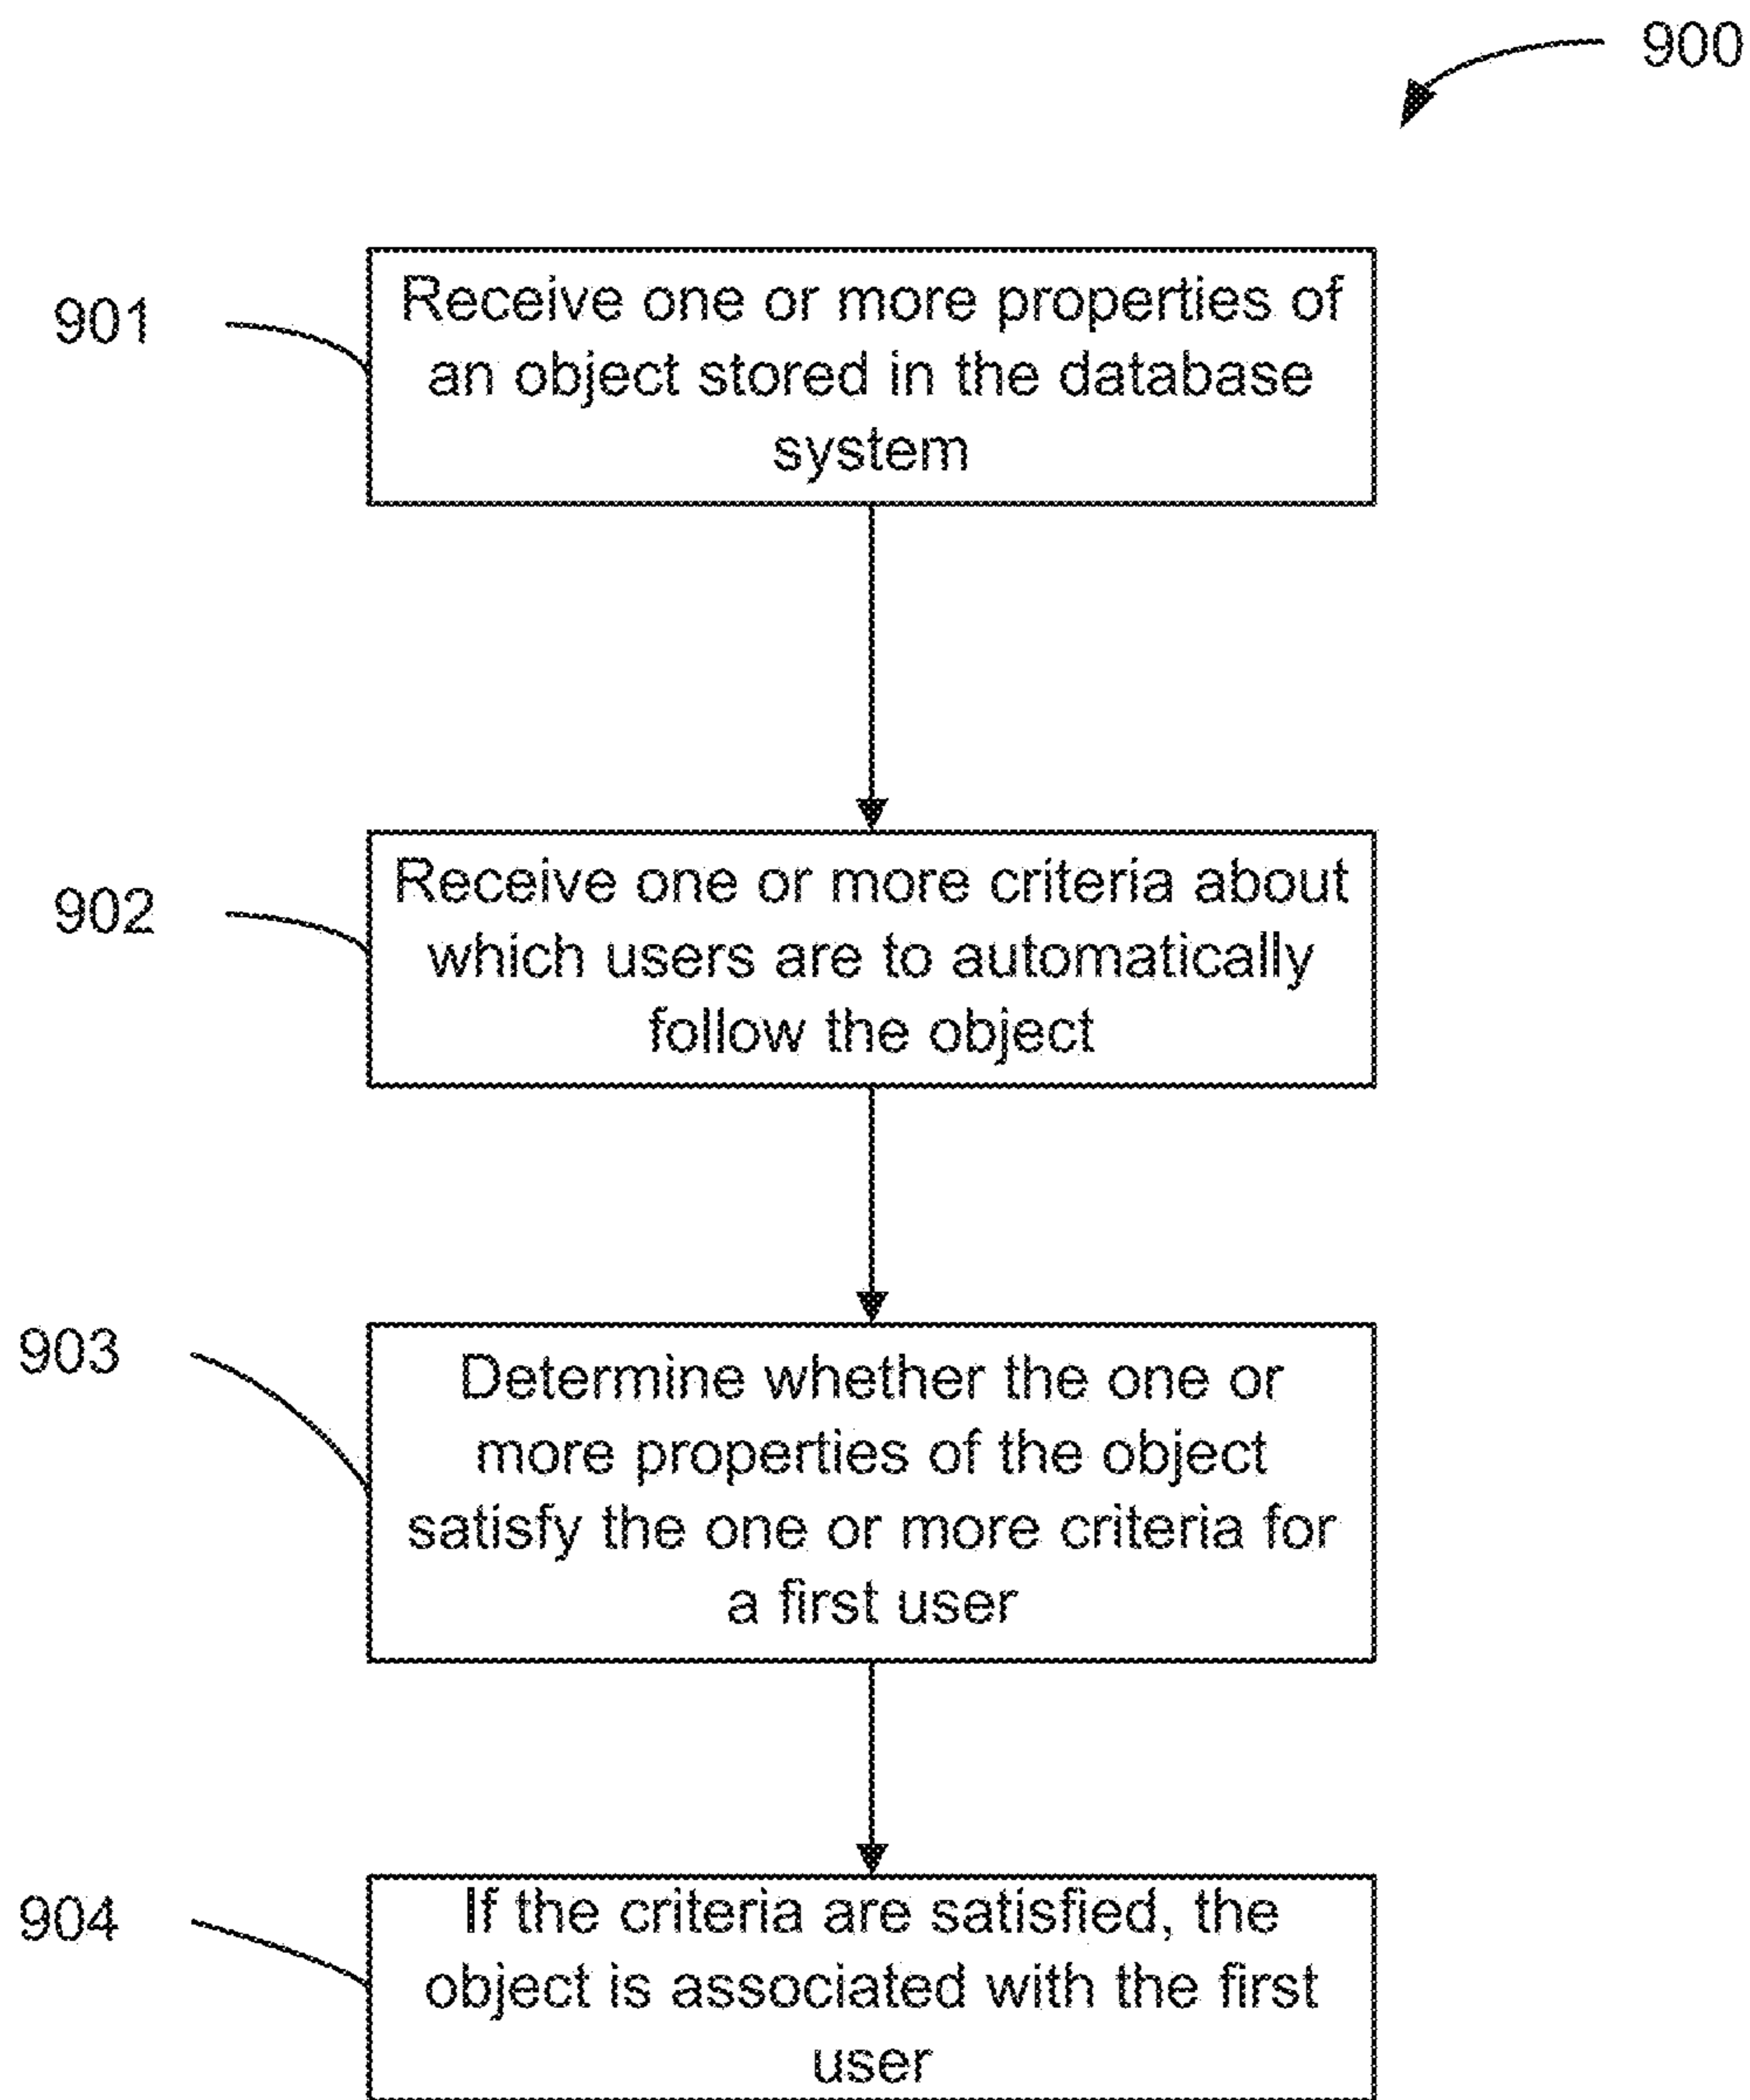 900
901
Receive one or more properties of
an object stored in the database
system
902
Receive one or more criteria about
which users are to automatically
follow the object
903
Determine whether the one or
more properties of the object
satisfy the one or more criteria for
a first user
904
If the criteria are satisfied, the
object is associated with the first
user